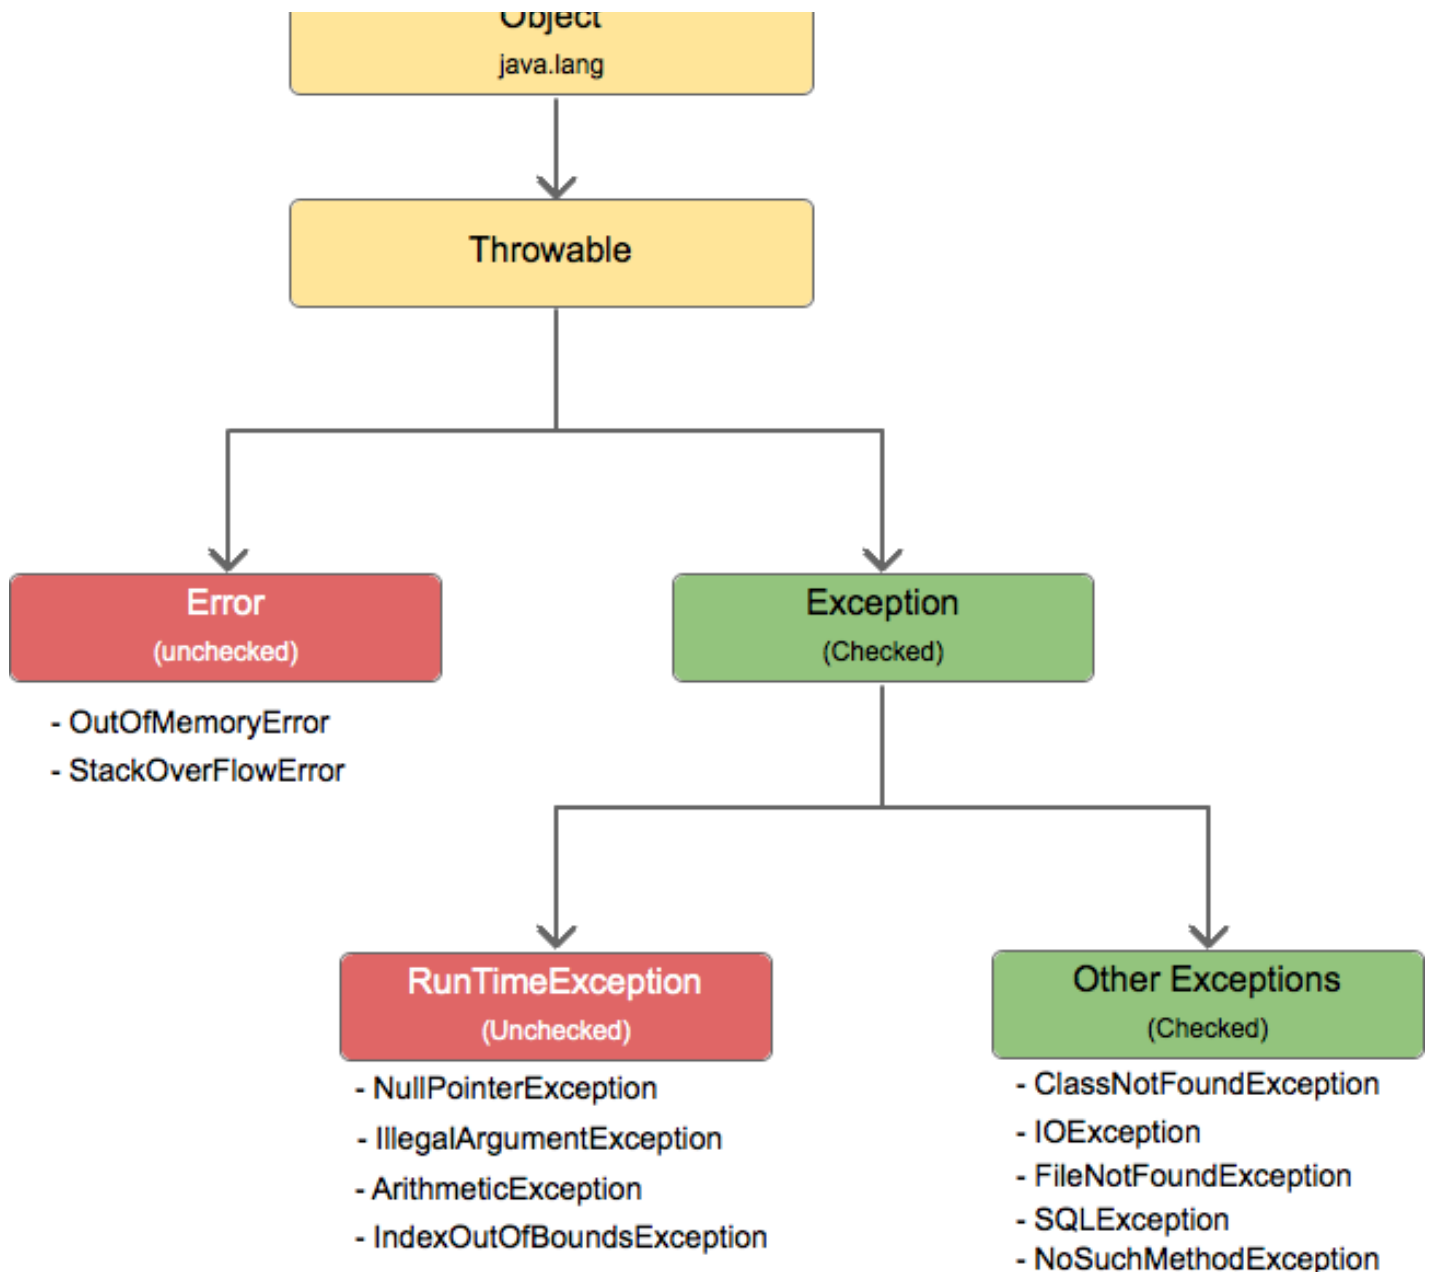 Object
java.lang
Throwable
Error
(unchecked)
- OutOfMemoryError
- StackOverFlowError
Exception
(Checked)
RunTimeException
(Unchecked)
- NullPointerException
- IllegalArgumentException
- ArithmeticException
- IndexOutOfBoundsException
Other Exceptions
(Checked)
- ClassNotFoundException
- IOException
- FileNotFoundException
- SQLException
- NoSuchMethodException